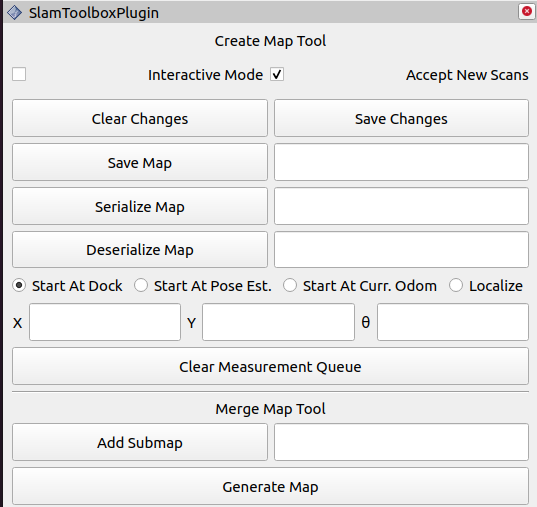 SlamToolboxPlugin
Create Map Tool
Interactive Mode Accept New Scans
Clear Changes Save Changes
Save Map
Serialize Map
Deserialize Map
Start At Dock Start At Pose Est. Start At Curr. Odom Localize
X Y θ
Clear Measurement Queue
Merge Map Tool
Add Submap
Generate Map